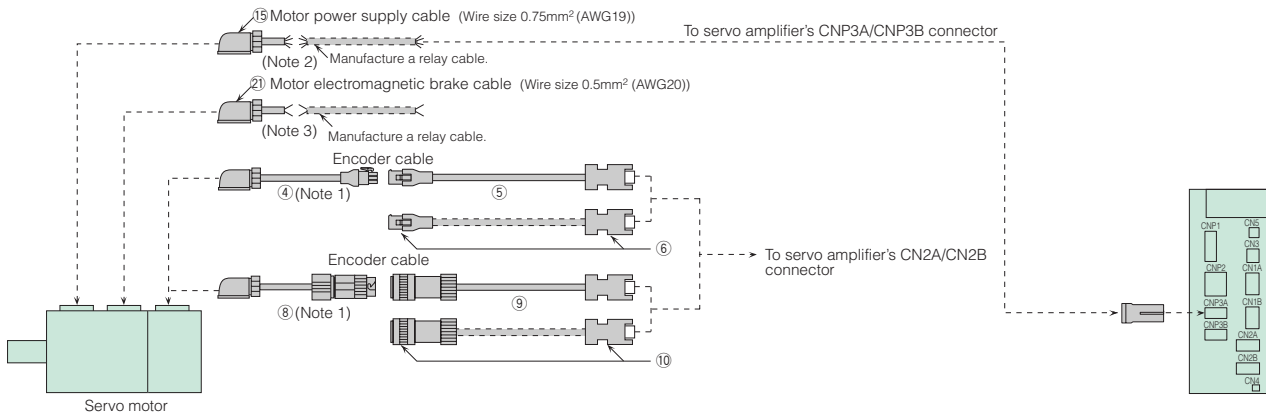 ⑮ Motor power supply cable (Wire size 0.75mm² (AWG19))
To servo amplifier's CNP3A/CNP3B connector
(Note 2)
Manufacture a relay cable.
㉑ Motor electromagnetic brake cable (Wire size 0.5mm² (AWG20))
(Note 3)
Manufacture a relay cable.
Encoder cable
④ (Note 1)
⑤
⑥
To servo amplifier's CN2A/CN2B
connector
Encoder cable
⑧ (Note 1)
⑨
⑩
Servo motor
CNP1
CN5
CN3
CNP2
CN1A
CNP3A
CN1B
CNP3B
CN2A
CN2B
CN4